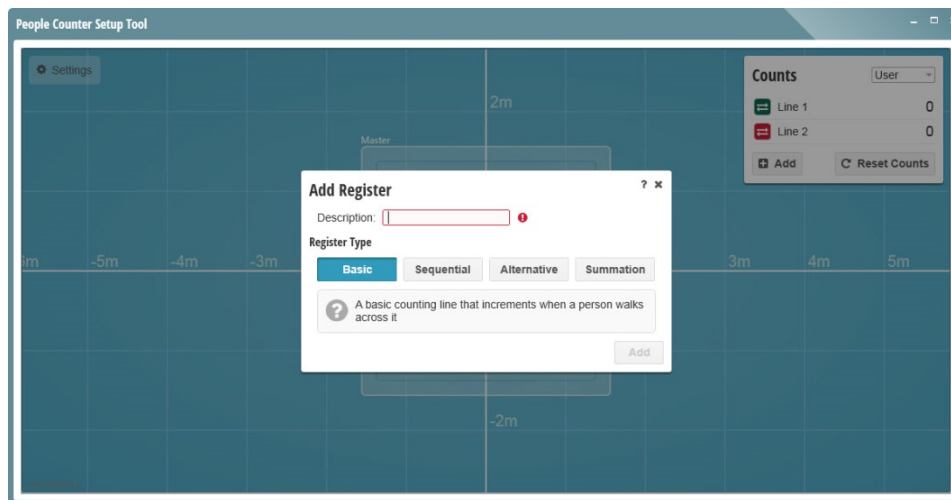 People Counter Setup Tool
Settings
Counts
User
Line 1 0
Line 2 0
Add Reset Counts
2m
Master
Add Register
Description:
Register Type
Basic Sequential Alternative Summation
A basic counting line that increments when a person walks
across it
Add
-5m -4m -3m 3m 4m 5m
-2m